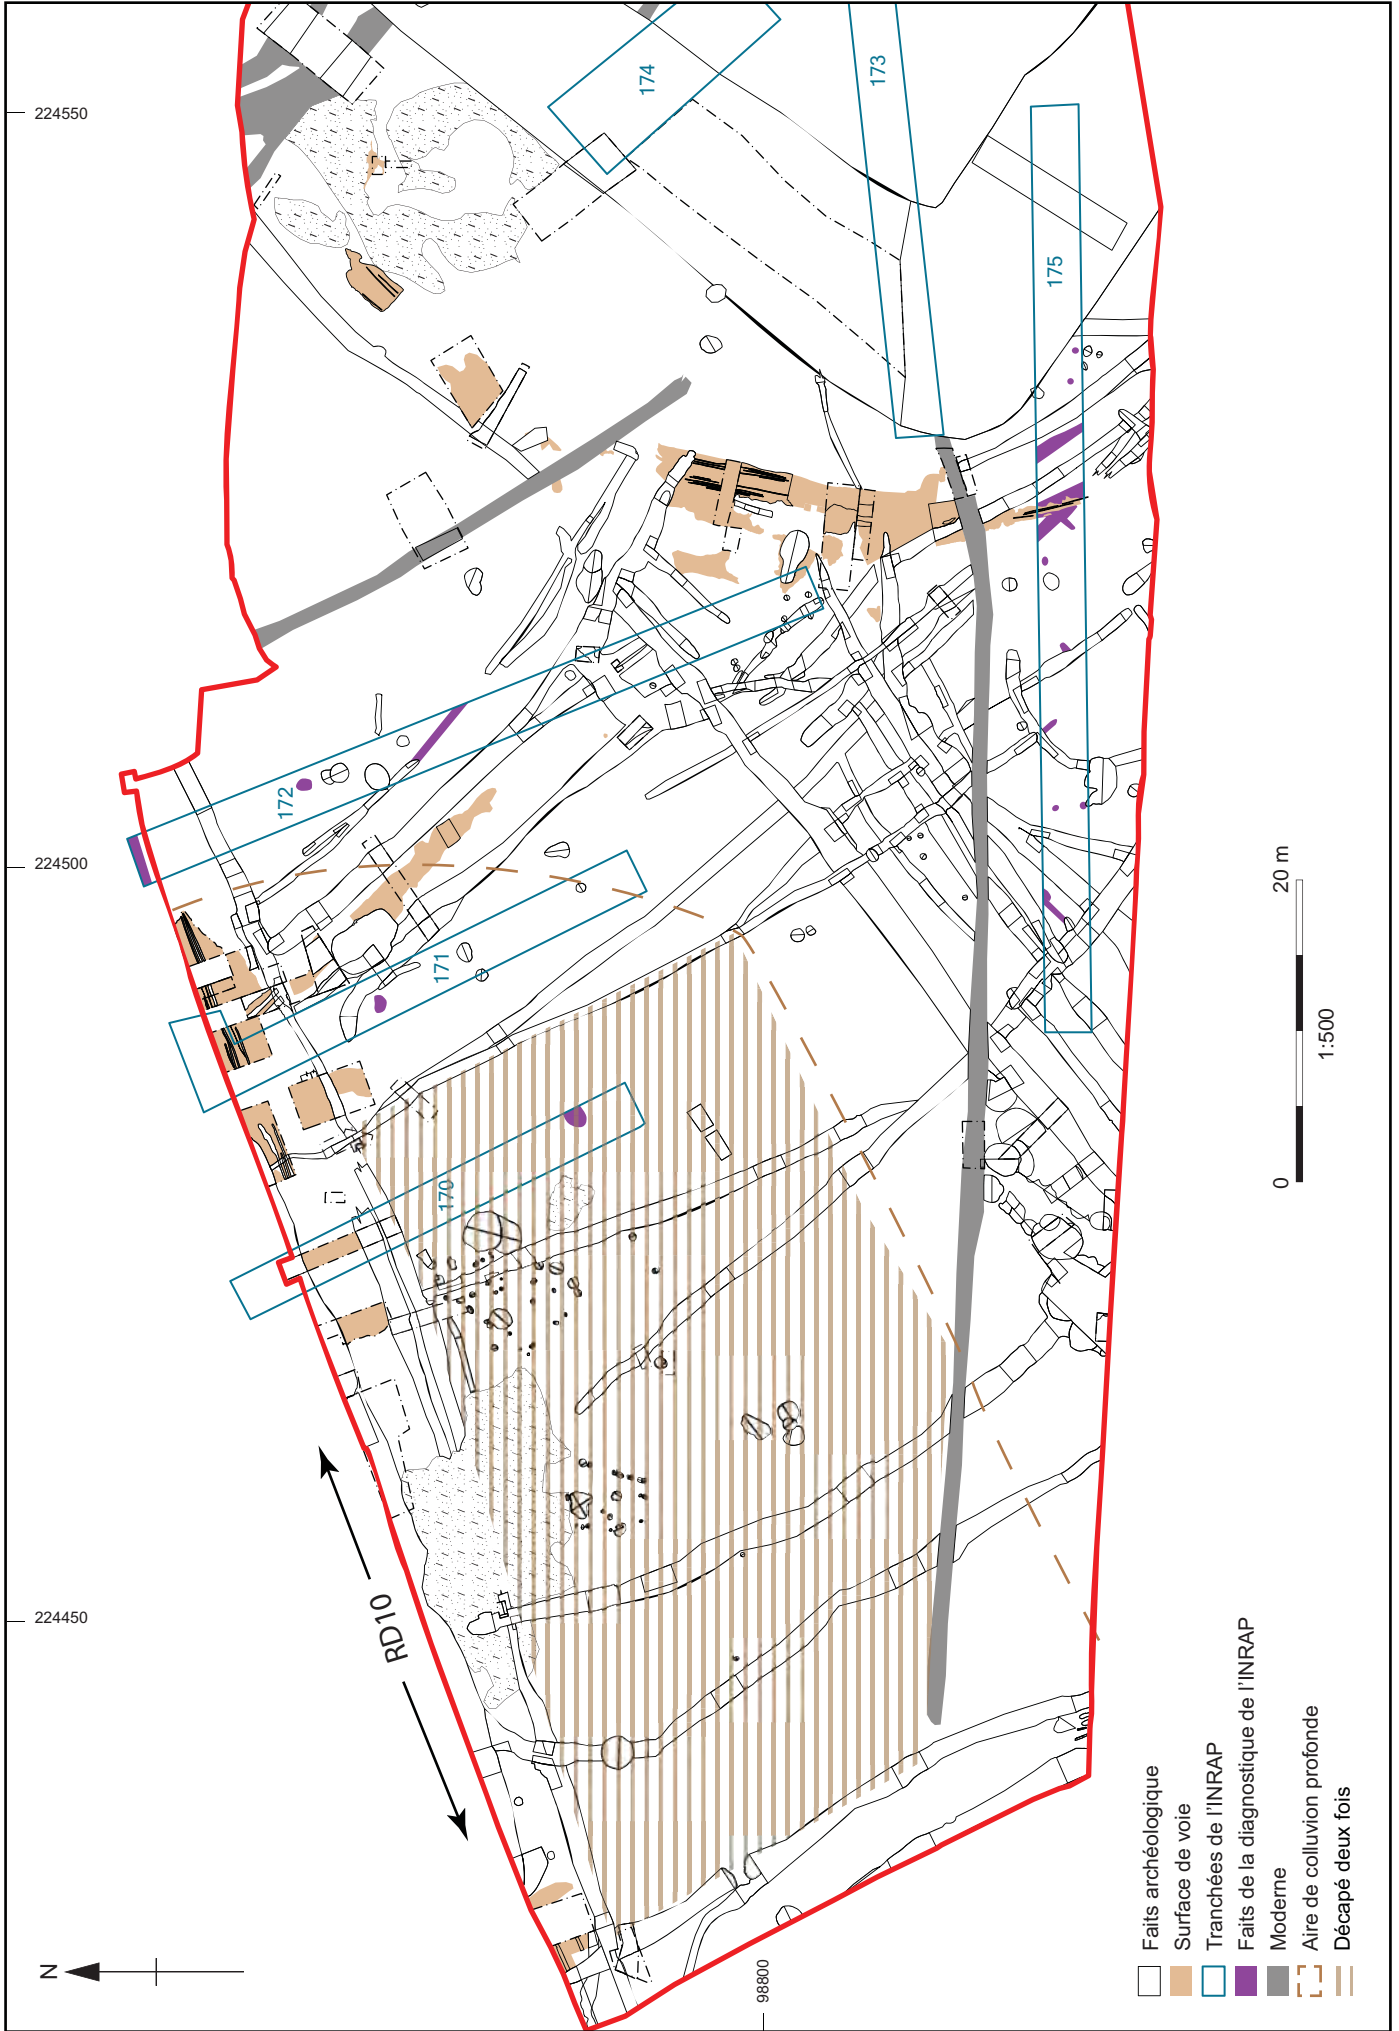 224550
174
173
175
172
224500
171
170
20 m
1:500
0
RD10
224450
N
98800
Faits archéologique
Surface de voie
Tranchées de l'INRAP
Faits de la diagnostique de l'INRAP
Moderne
Aire de colluvion profonde
Décapé deux fois